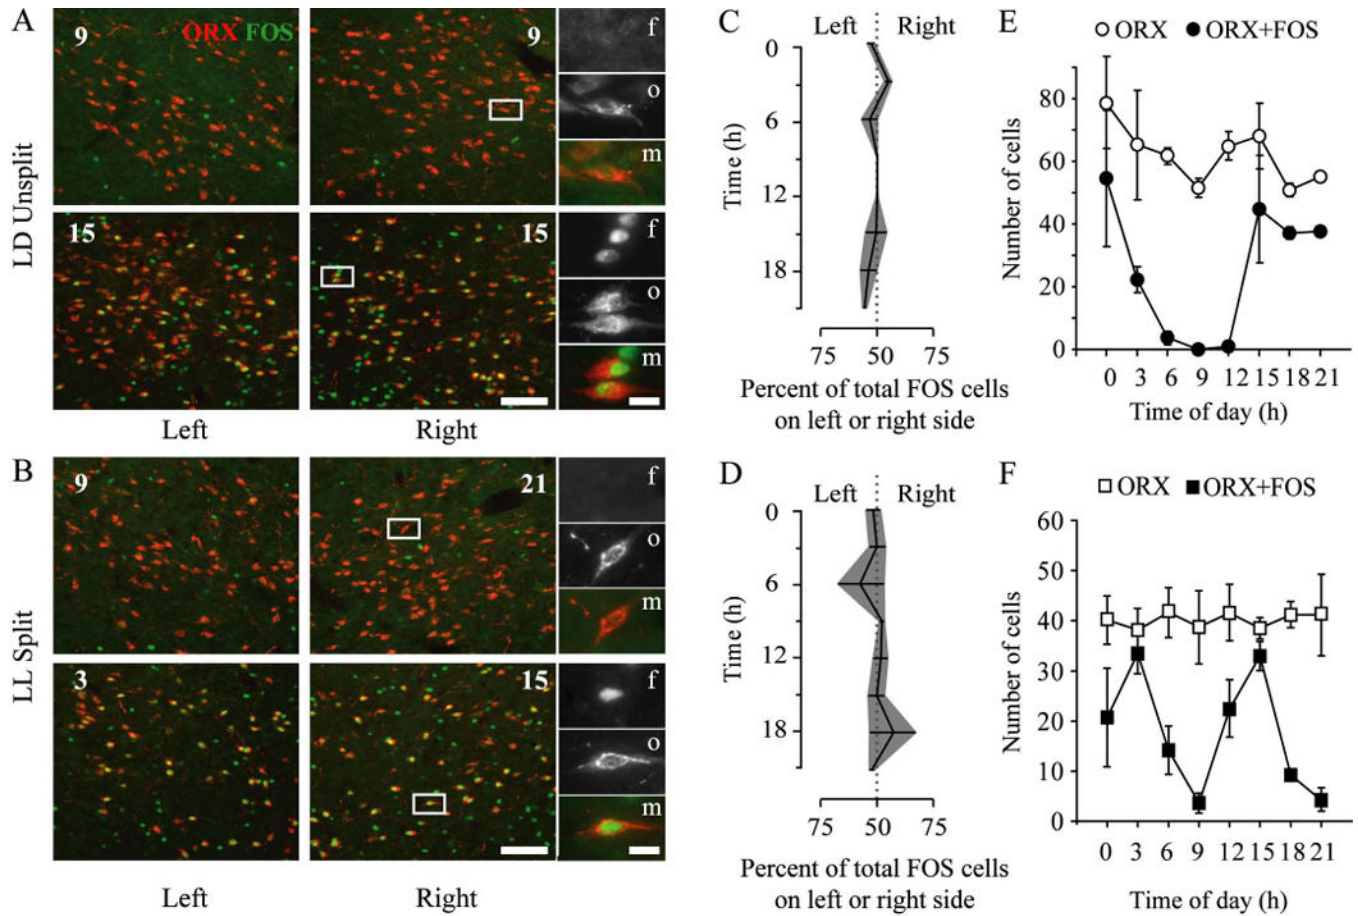 A
LD Unsplit
9
ORX FOS
9
f
o
m
15
15
f
o
m
Left
Right
B
LL Split
9
21
f
o
m
3
15
f
o
m
Left
Right
C
Left
Right
0
6
12
18
Time (h)
75
50
75
Percent of total FOS cells
on left or right side
D
Left
Right
0
6
12
18
Time (h)
75
50
75
Percent of total FOS cells
on left or right side
E
ORX
ORX+FOS
Number of cells
80
60
40
20
0
0 3 6 9 12 15 18 21
Time of day (h)
F
ORX
ORX+FOS
Number of cells
60
50
40
30
20
10
0
0 3 6 9 12 15 18 21
Time of day (h)